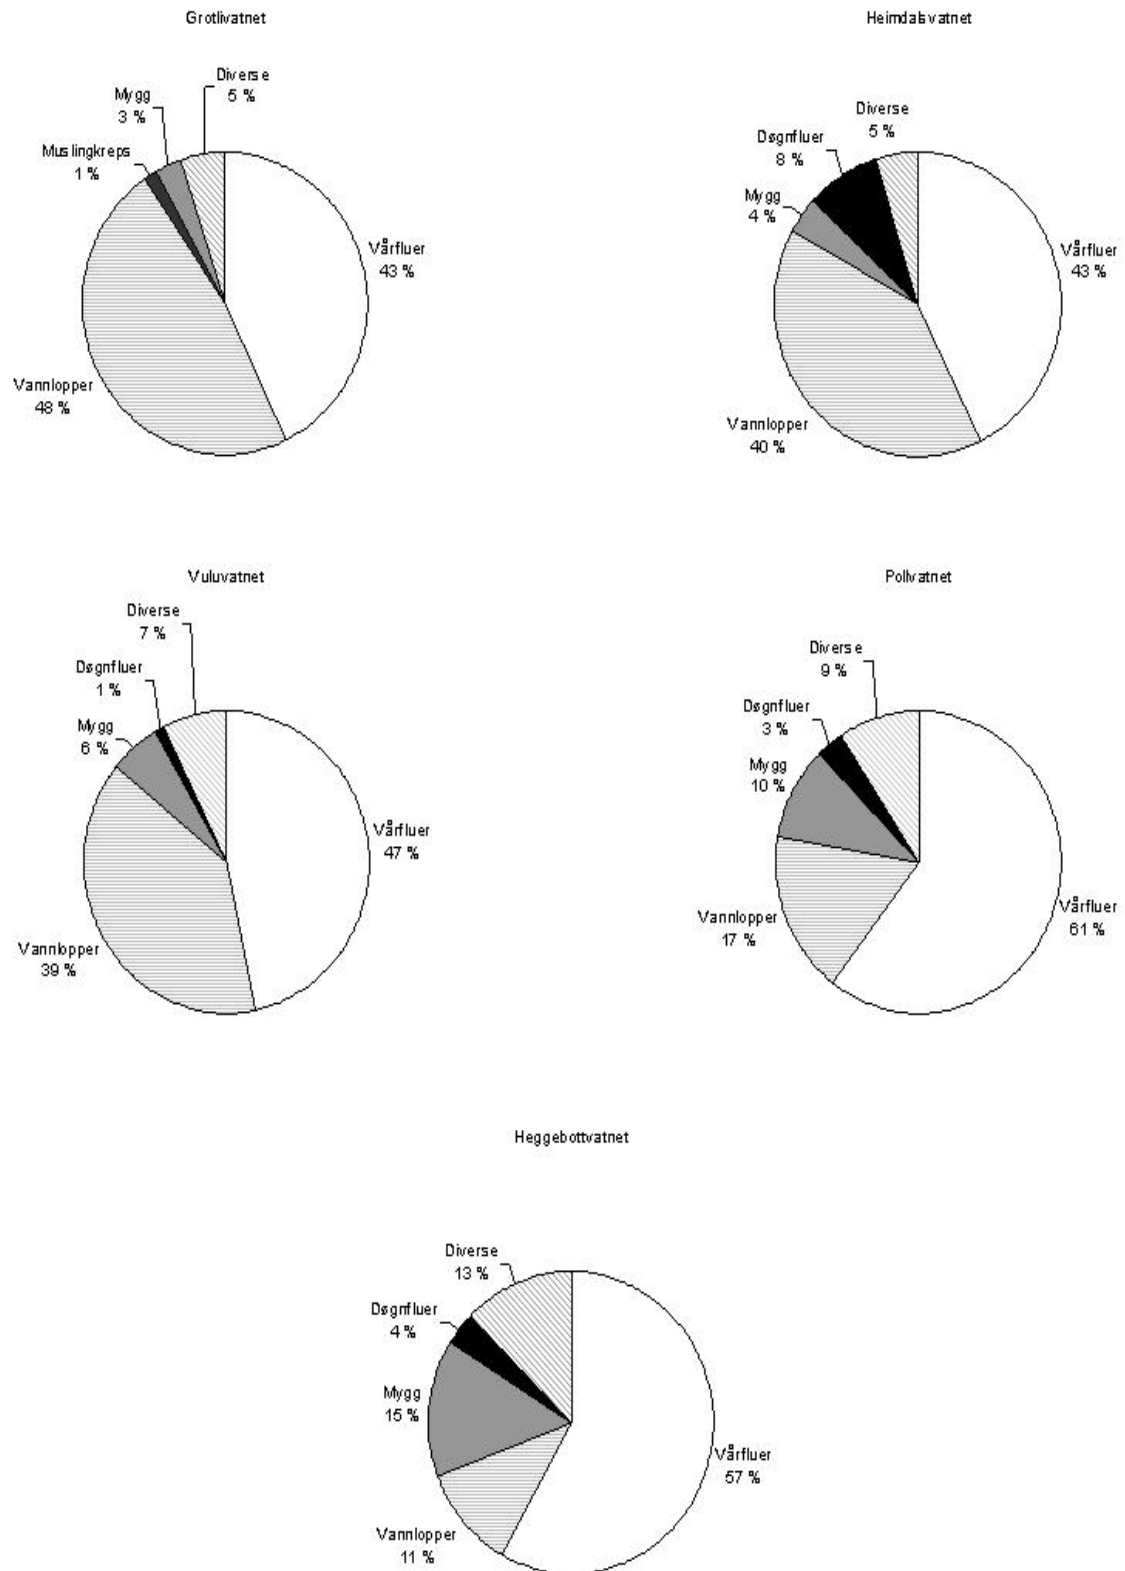 Grotlivatnet
Diverse
5 %
Mygg
3 %
Muslingkreps
1 %
Vårfluer
43 %
Vannlopper
48 %
Heimdalsvatnet
Diverse
5 %
Døgnfluer
8 %
Mygg
4 %
Vårfluer
43 %
Vannlopper
40 %
Vuluvatnet
Diverse
7 %
Døgnfluer
1 %
Mygg
6 %
Vårfluer
47 %
Vannlopper
39 %
Pollvatnet
Diverse
9 %
Døgnfluer
3 %
Mygg
10 %
Vårfluer
61 %
Vannlopper
17 %
Heggebottvatnet
Diverse
13 %
Døgnfluer
4 %
Mygg
15 %
Vårfluer
57 %
Vannlopper
11 %